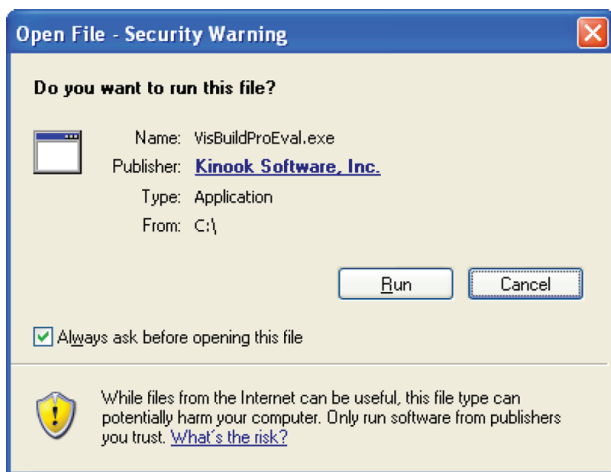 Open File - Security Warning
Do you want to run this file?
Name: VisBuildProEval.exe
Publisher: Kinook Software, Inc.
Type: Application
From: C:\
Run Cancel
Always ask before opening this file
While files from the Internet can be useful, this file type can
potentially harm your computer. Only run software from publishers
you trust. What's the risk?